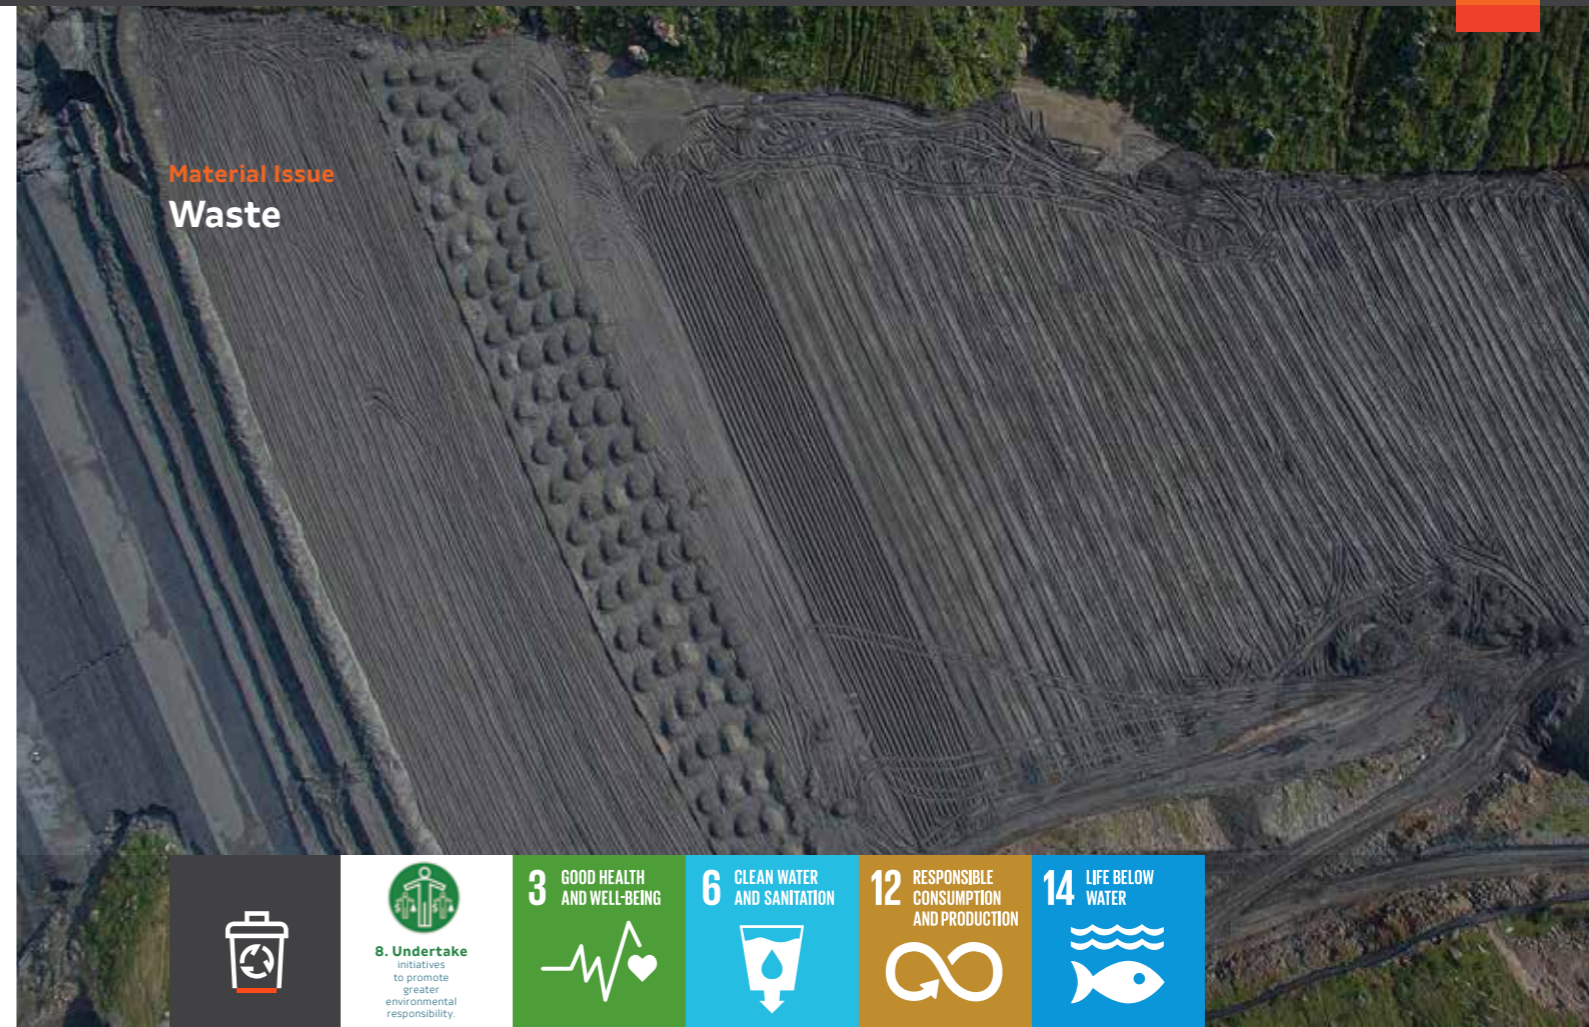 Material Issue
Waste
8. Undertake
initiatives
to promote
greater
environmental
responsibility.
3 GOOD HEALTH
AND WELL-BEING
6 CLEAN WATER
AND SANITATION
12 RESPONSIBLE
CONSUMPTION
AND PRODUCTION
14 LIFE BELOW
WATER